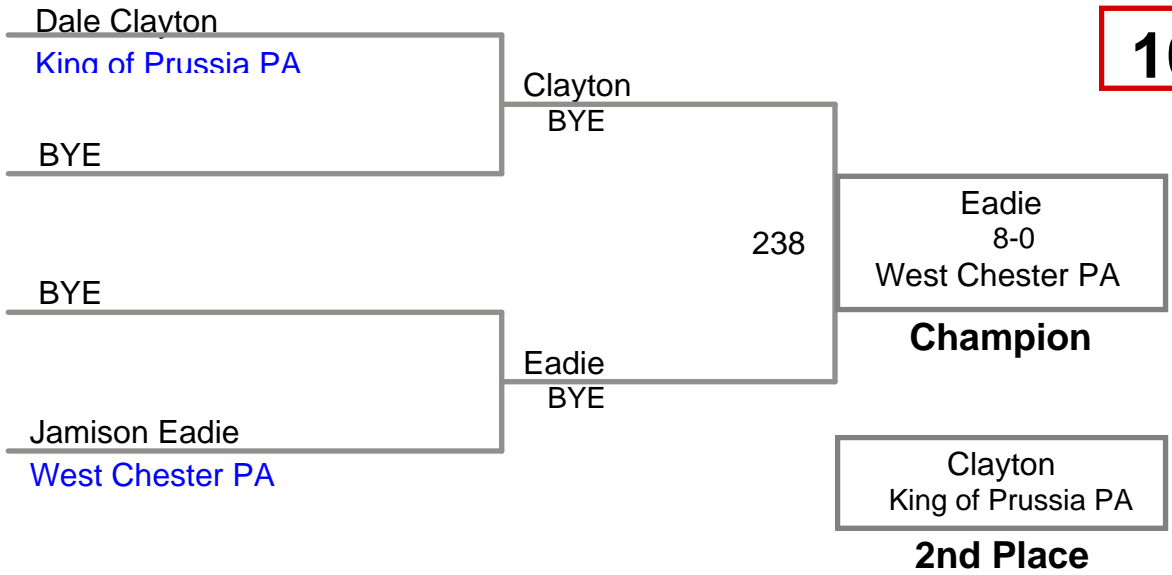 Dale Clayton
King of Prussia PA
Clayton
BYE
BYE
238
Eadie
8-0
West Chester PA
Champion
BYE
Eadie
BYE
Jamison Eadie
West Chester PA
Clayton
King of Prussia PA
2nd Place